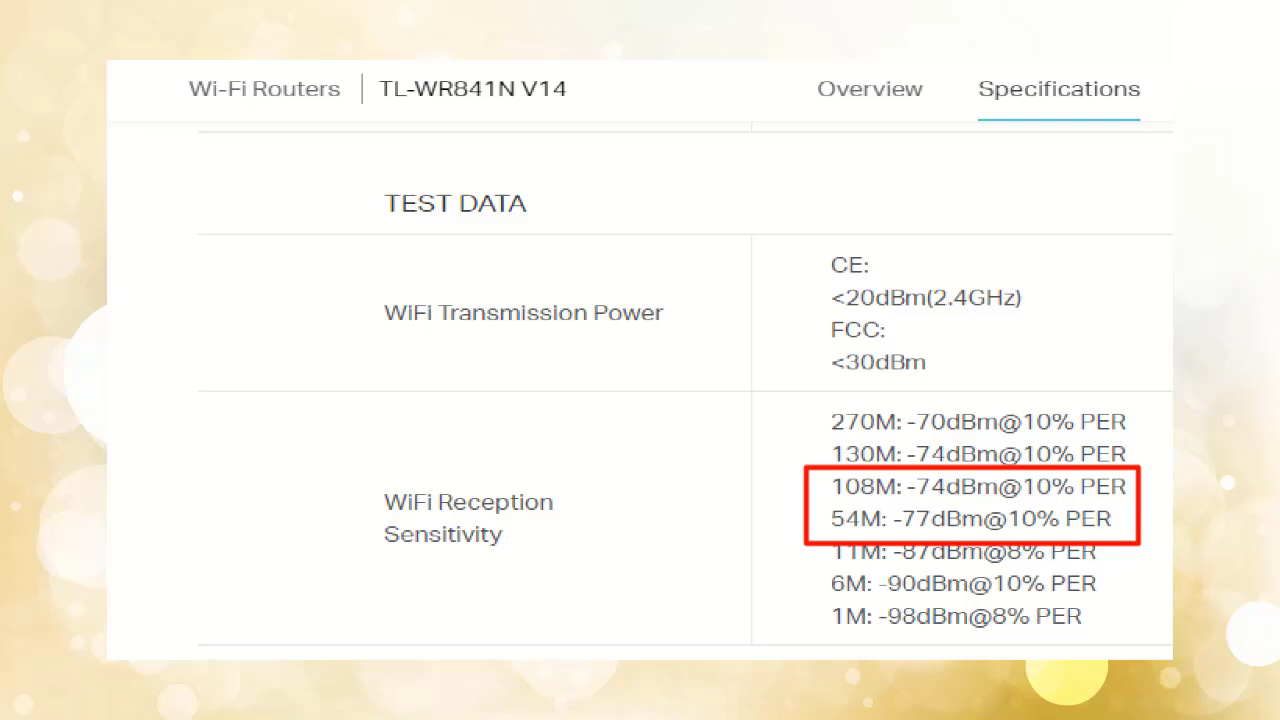 Wi-Fi Routers | TL-WR841N V14 Overview Specifications
TEST DATA
WiFi Transmission Power
CE:
<20dBm(2.4GHz)
FCC:
<30dBm
WiFi Reception
Sensitivity
270M: -70dBm@10% PER
130M: -74dBm@10% PER
108M: -74dBm@10% PER
54M: -77dBm@10% PER
11M: -87dBm@8% PER
6M: -90dBm@10% PER
1M: -98dBm@8% PER